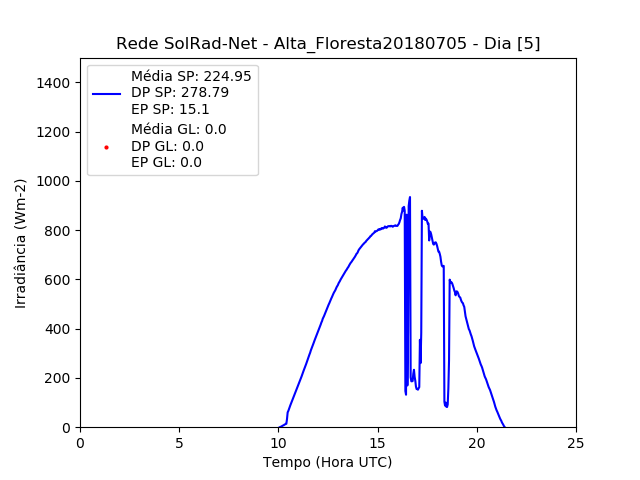 Rede SolRad-Net - Alta_Floresta20180705 - Dia [5]
Média SP: 224.95
DP SP: 278.79
EP SP: 15.1
Média GL: 0.0
DP GL: 0.0
EP GL: 0.0
Irradiância (Wm-2)
1400
1200
1000
800
600
400
200
0
0 5 10 15 20 25
Tempo (Hora UTC)